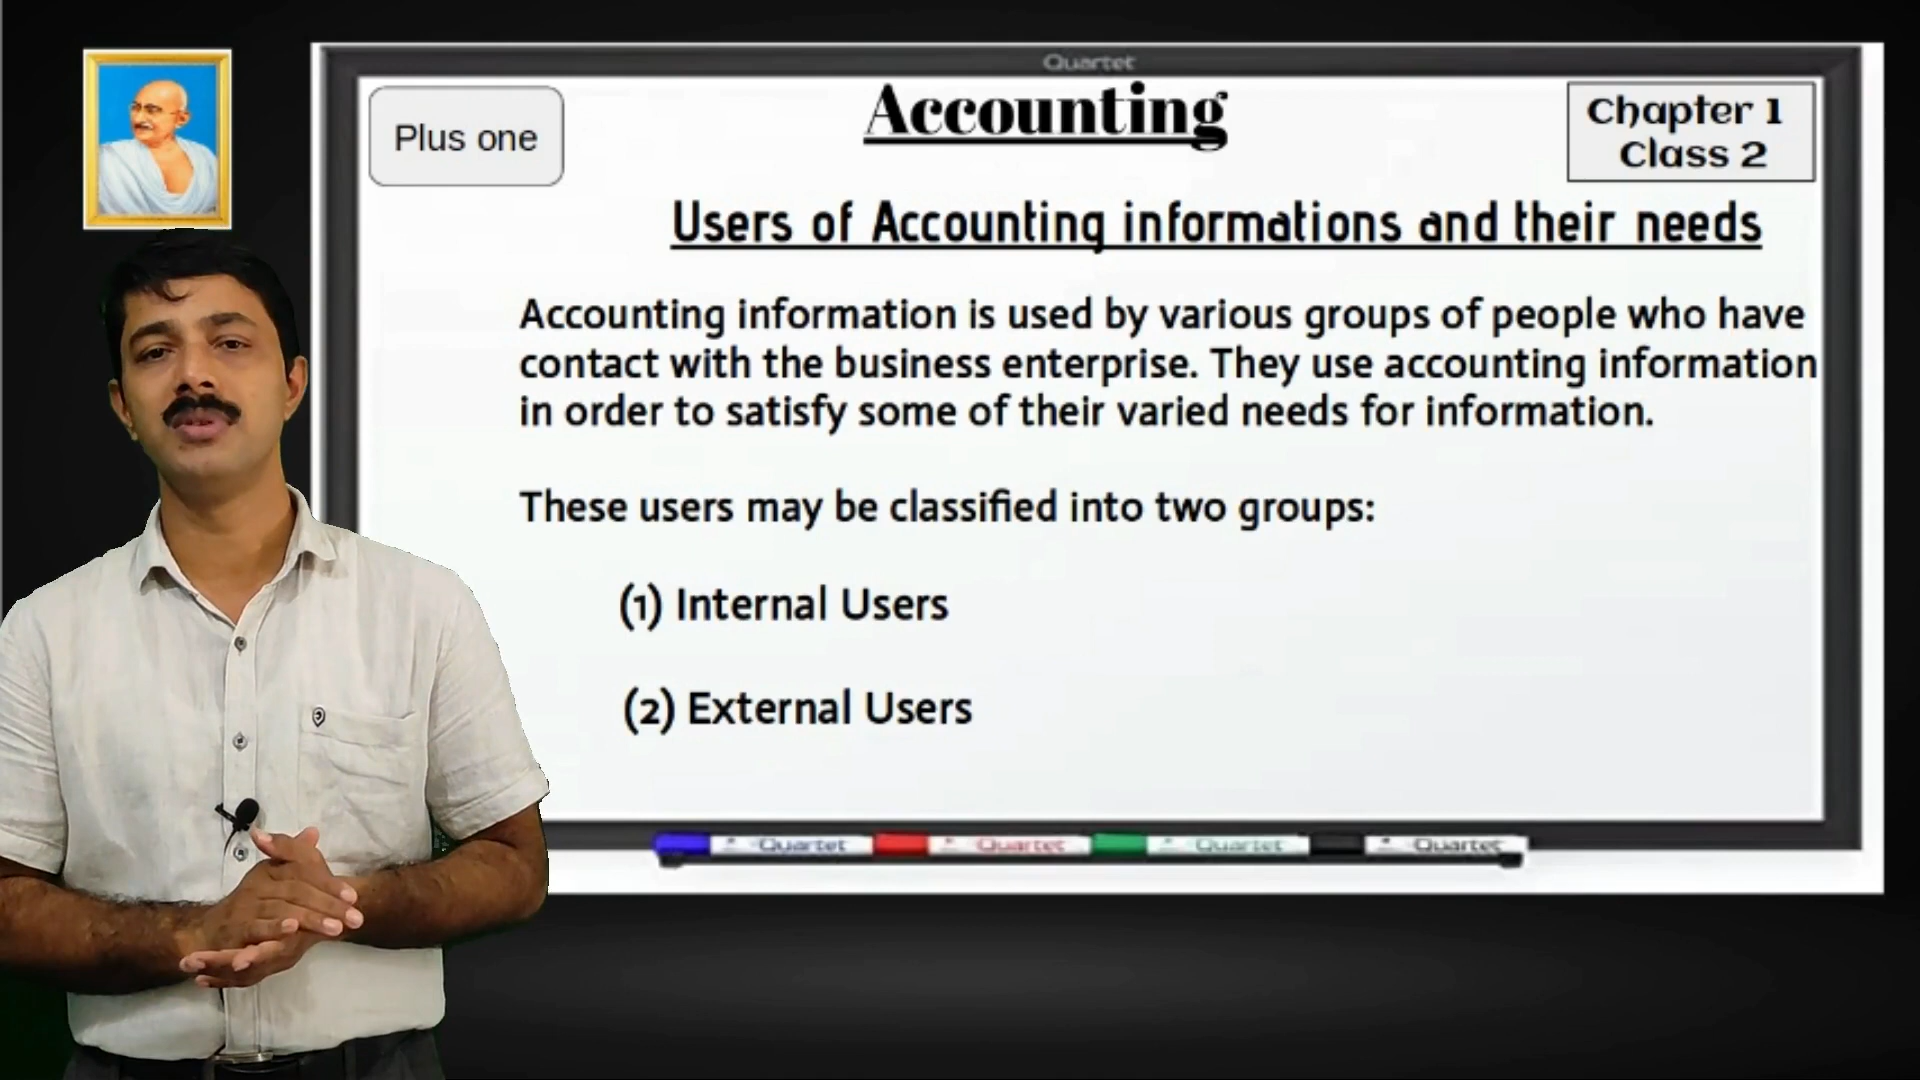 Quartet
Plus one
Accounting
Chapter 1
Class 2
Users of Accounting informations and their needs
Accounting information is used by various groups of people who have
contact with the business enterprise. They use accounting information
in order to satisfy some of their varied needs for information.
These users may be classified into two groups:
(1) Internal Users
(2) External Users
Quartet Quartet Quartet Quartet